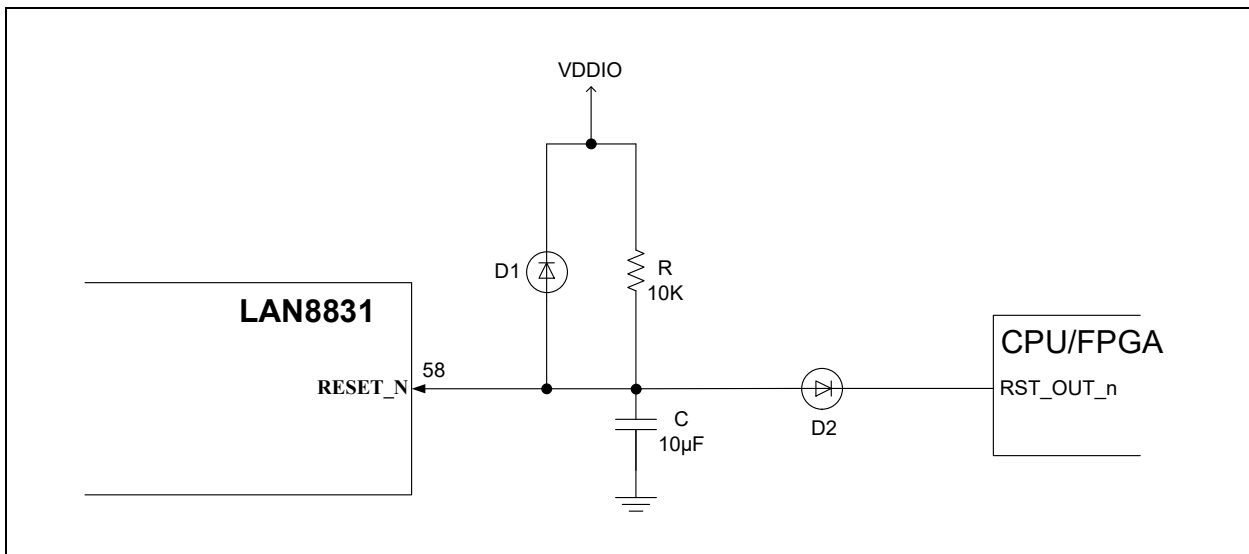 VDDIO
D1
R
10K
LAN8831
CPU/FPGA
58
RESET_N
RST_OUT_n
C
10µF
D2